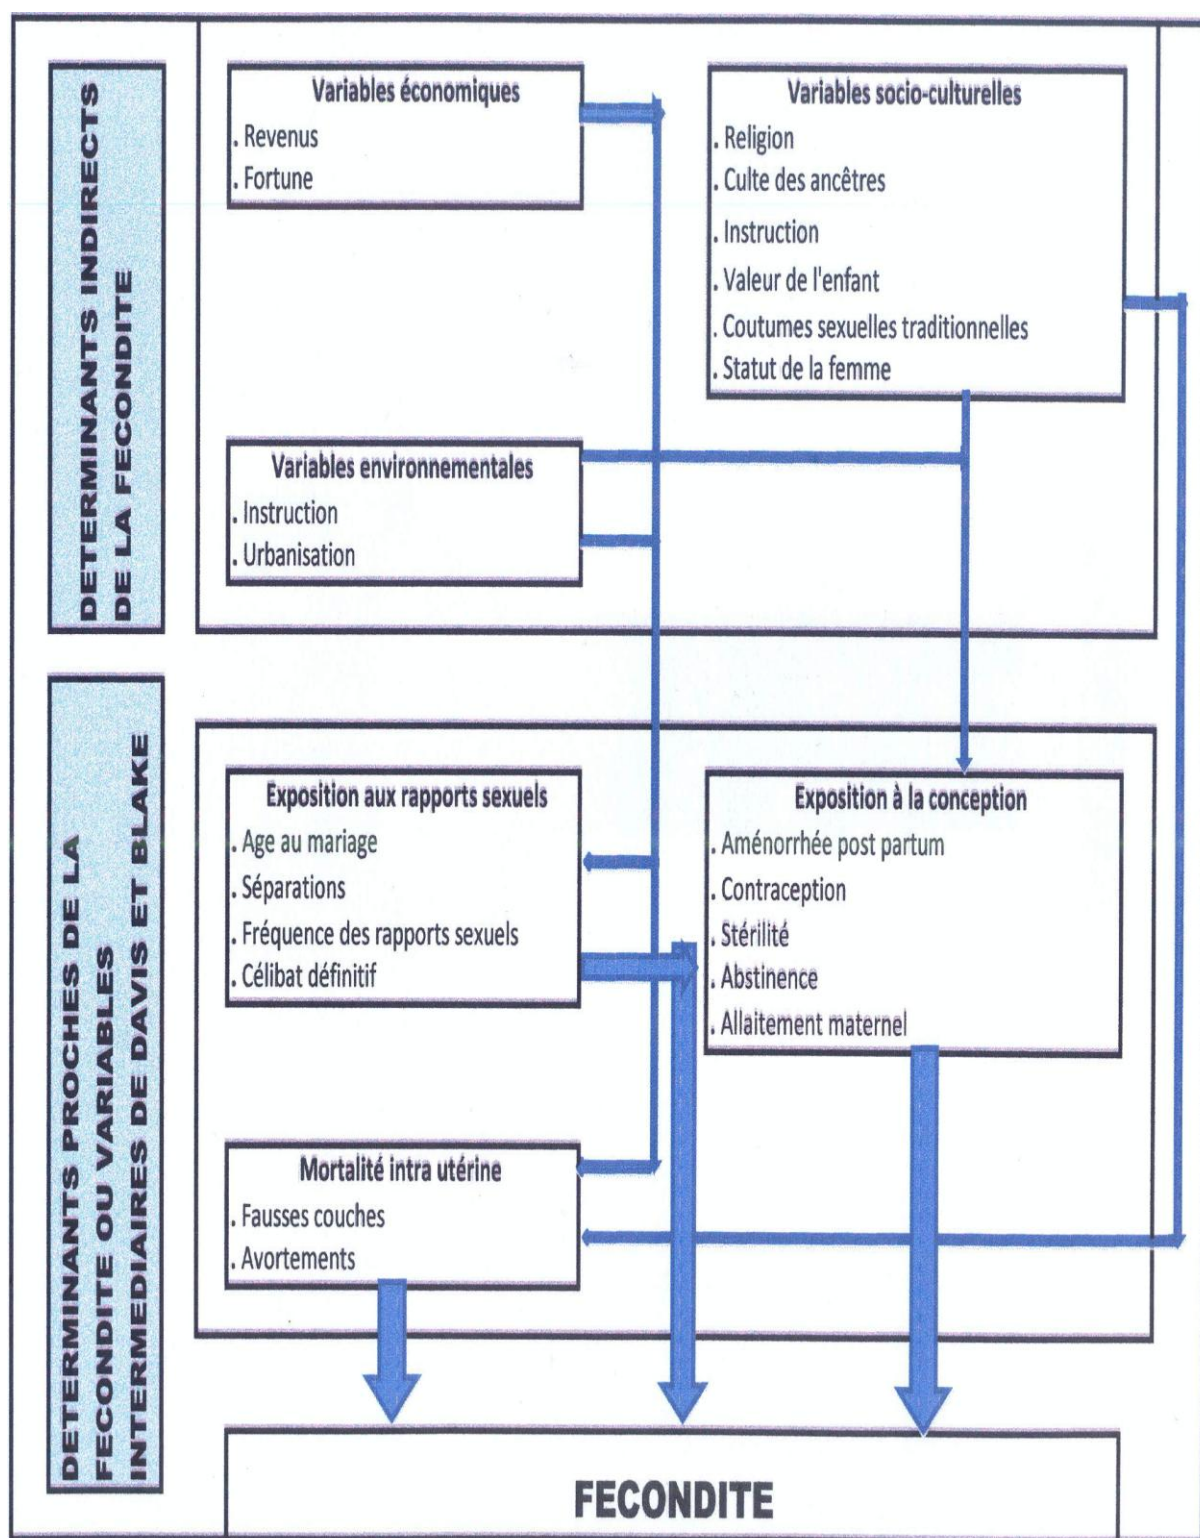 DETERMINANTS INDIRECTS
DE LA FECONDITE
Variables économiques
. Revenus
. Fortune
Variables socio-culturelles
. Religion
. Culte des ancêtres
. Instruction
. Valeur de l'enfant
. Coutumes sexuelles traditionnelles
. Statut de la femme
Variables environnementales
. Instruction
. Urbanisation
DETERMINANTS PROCHES DE LA
FECONDITE OU VARIABLES
INTERMEDIAIRES DE DAVIS ET BLAKE
Exposition aux rapports sexuels
. Age au mariage
. Séparations
. Fréquence des rapports sexuels
. Célibat définitif
Exposition à la conception
. Aménorrhée post partum
. Contraception
. Stérilité
. Abstinence
. Allaitement maternel
Mortalité intra utérine
. Fausses couches
. Avortements
FECONDITE